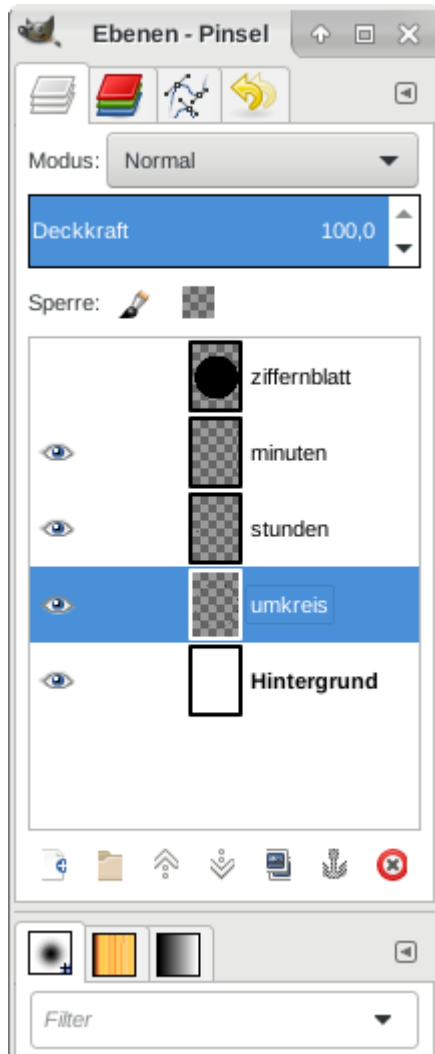 Ebenen - Pinsel
Modus: Normal
Deckkraft 100,0
Sperre:
ziffernblatt
minuten
stunden
umkreis
Hintergrund
Filter